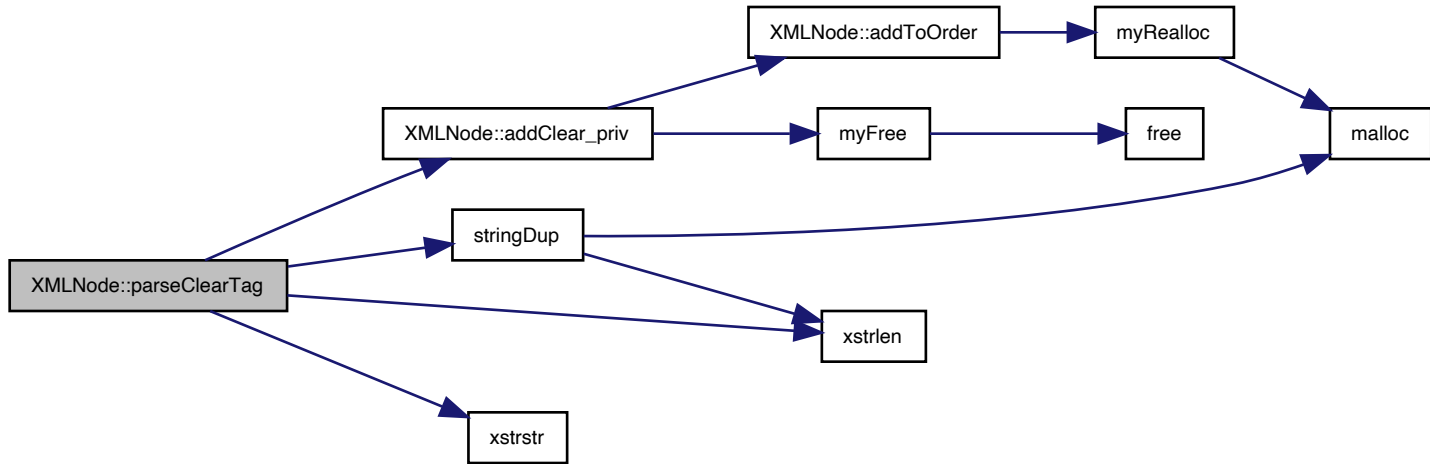 XMLNode::addToOrder
myRealloc
XMLNode::addClear_priv
myFree
free
malloc
stringDup
XMLNode::parseClearTag
xstrlen
xstrstr